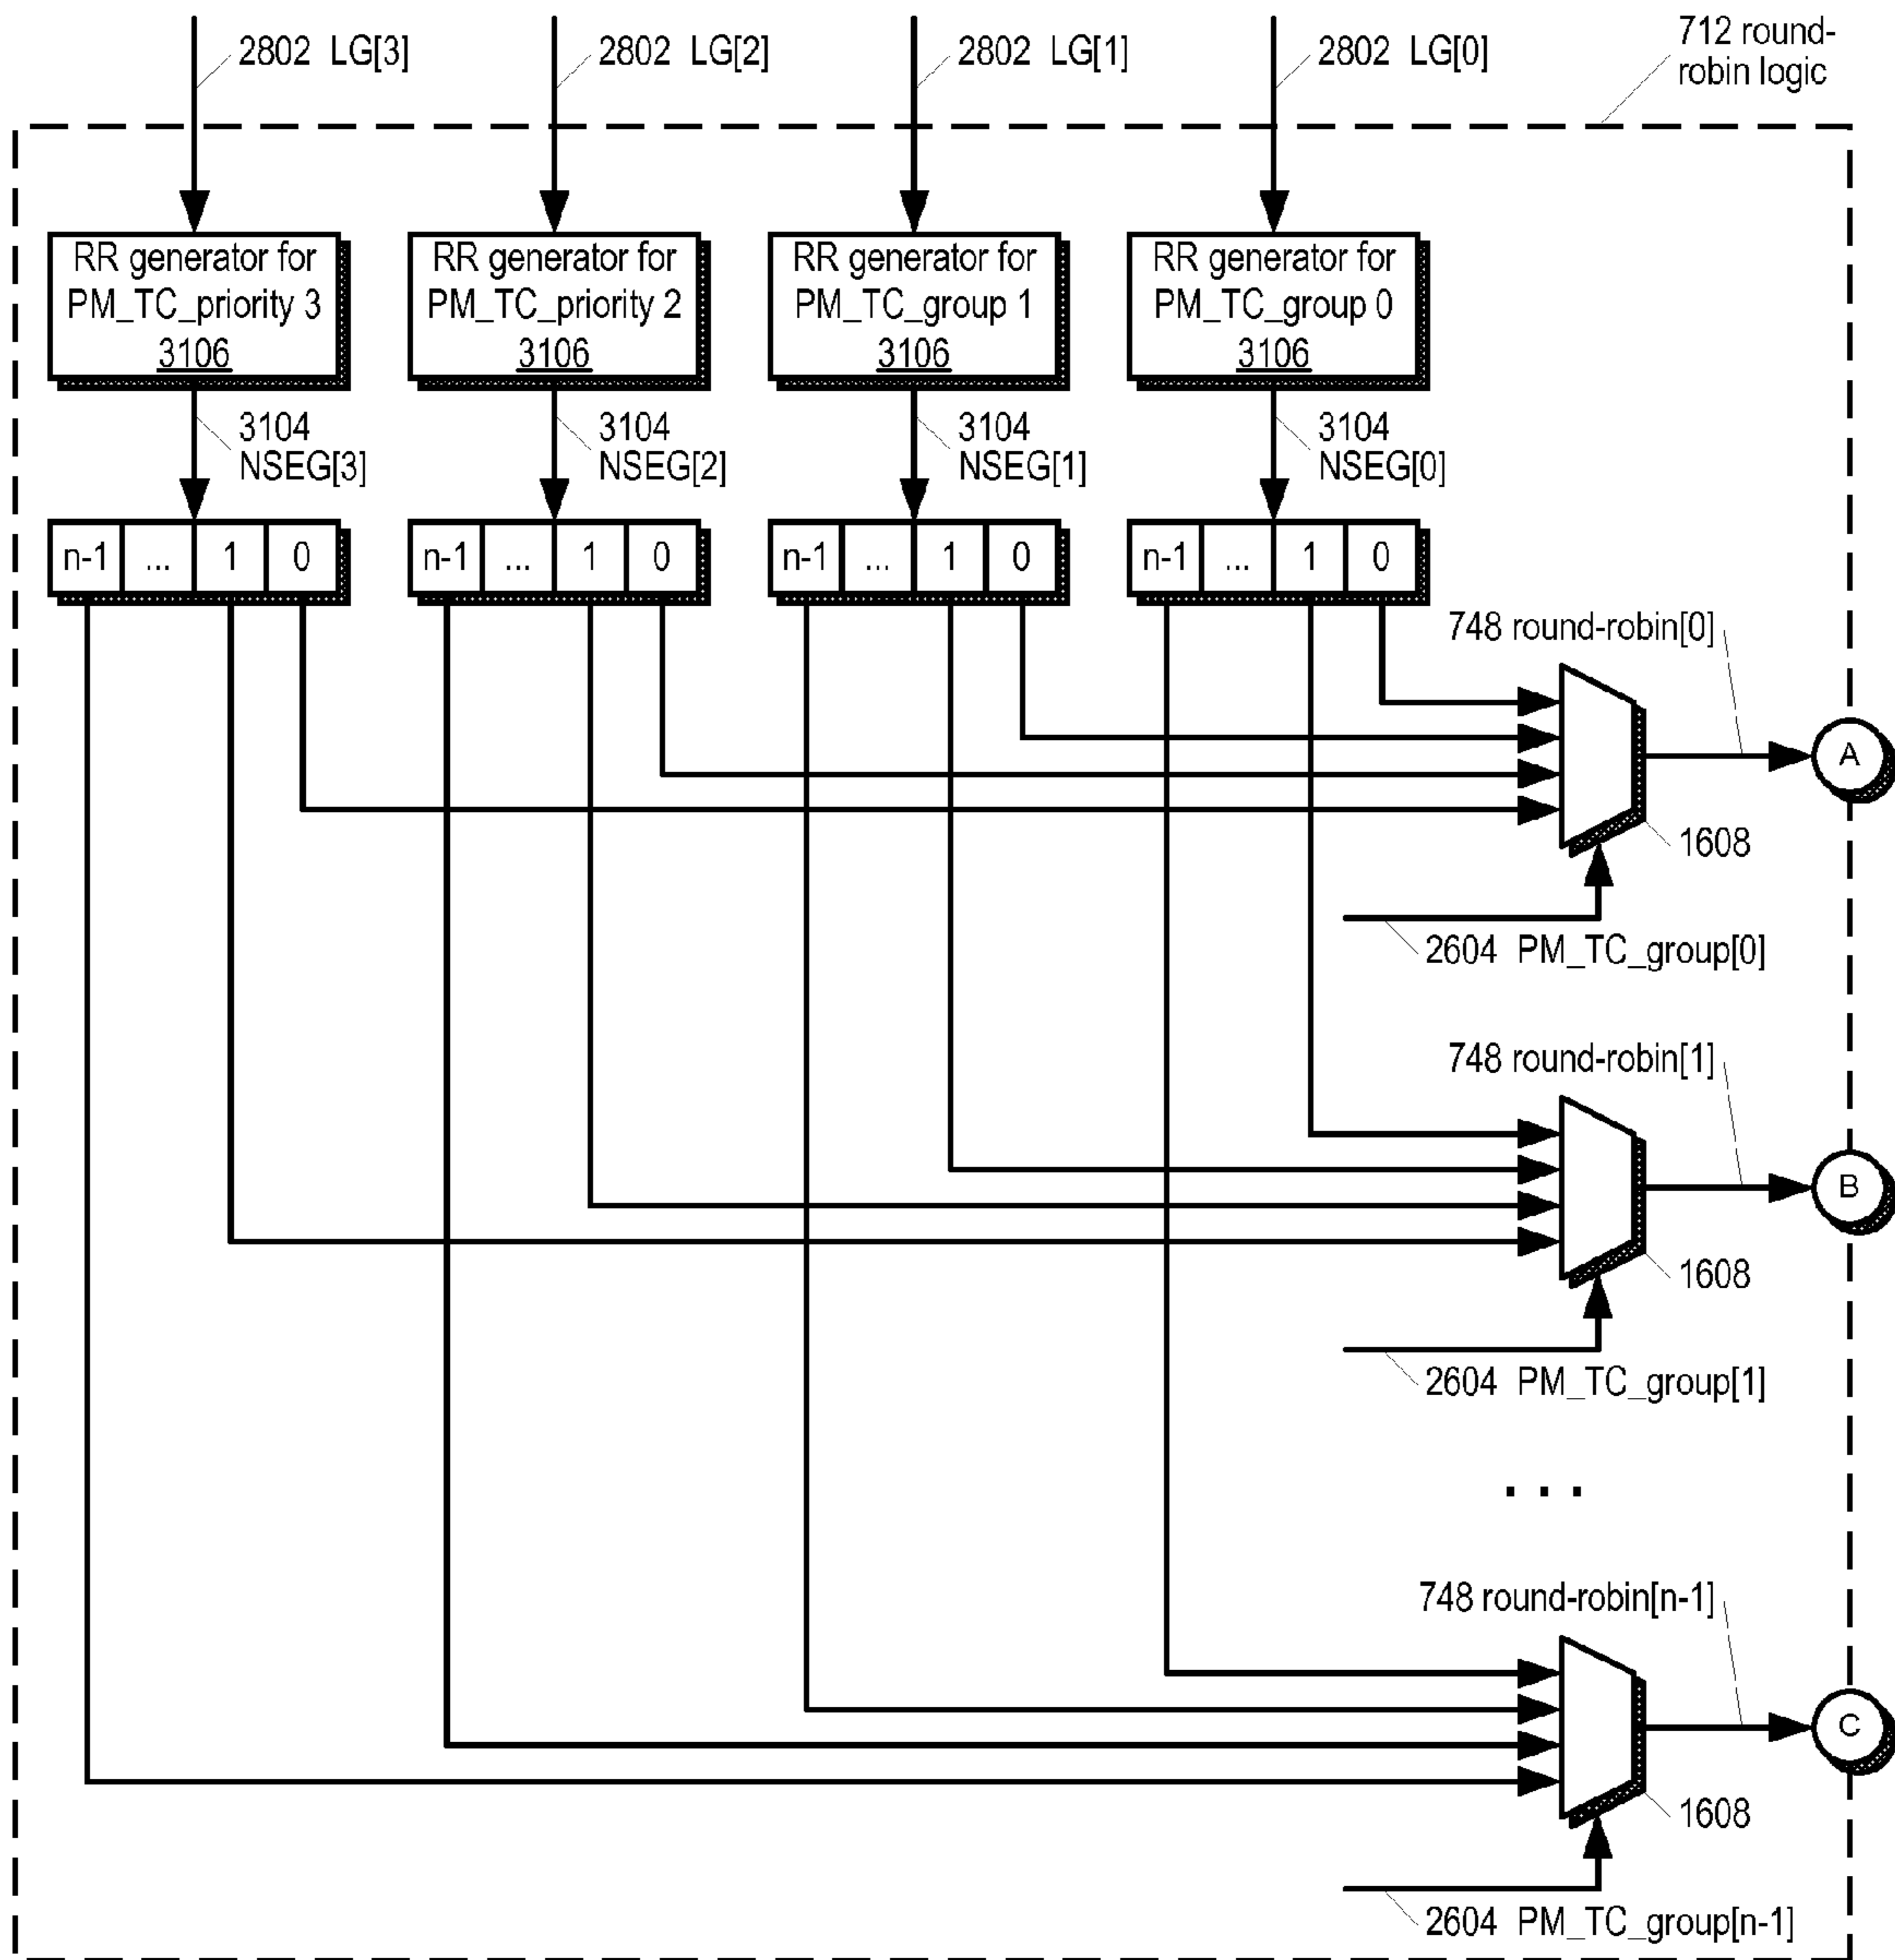 2802 LG[3]
2802 LG[2]
2802 LG[1]
2802 LG[0]
712 round-
robin logic
RR generator for
PM_TC_priority 3
3106
RR generator for
PM_TC_priority 2
3106
RR generator for
PM_TC_group 1
3106
RR generator for
PM_TC_group 0
3106
3104
NSEG[3]
3104
NSEG[2]
3104
NSEG[1]
3104
NSEG[0]
n-1 ... 1 0
n-1 ... 1 0
n-1 ... 1 0
n-1 ... 1 0
748 round-robin[0]
A
1608
2604 PM_TC_group[0]
748 round-robin[1]
B
1608
2604 PM_TC_group[1]
. . .
748 round-robin[n-1]
C
1608
2604 PM_TC_group[n-1]